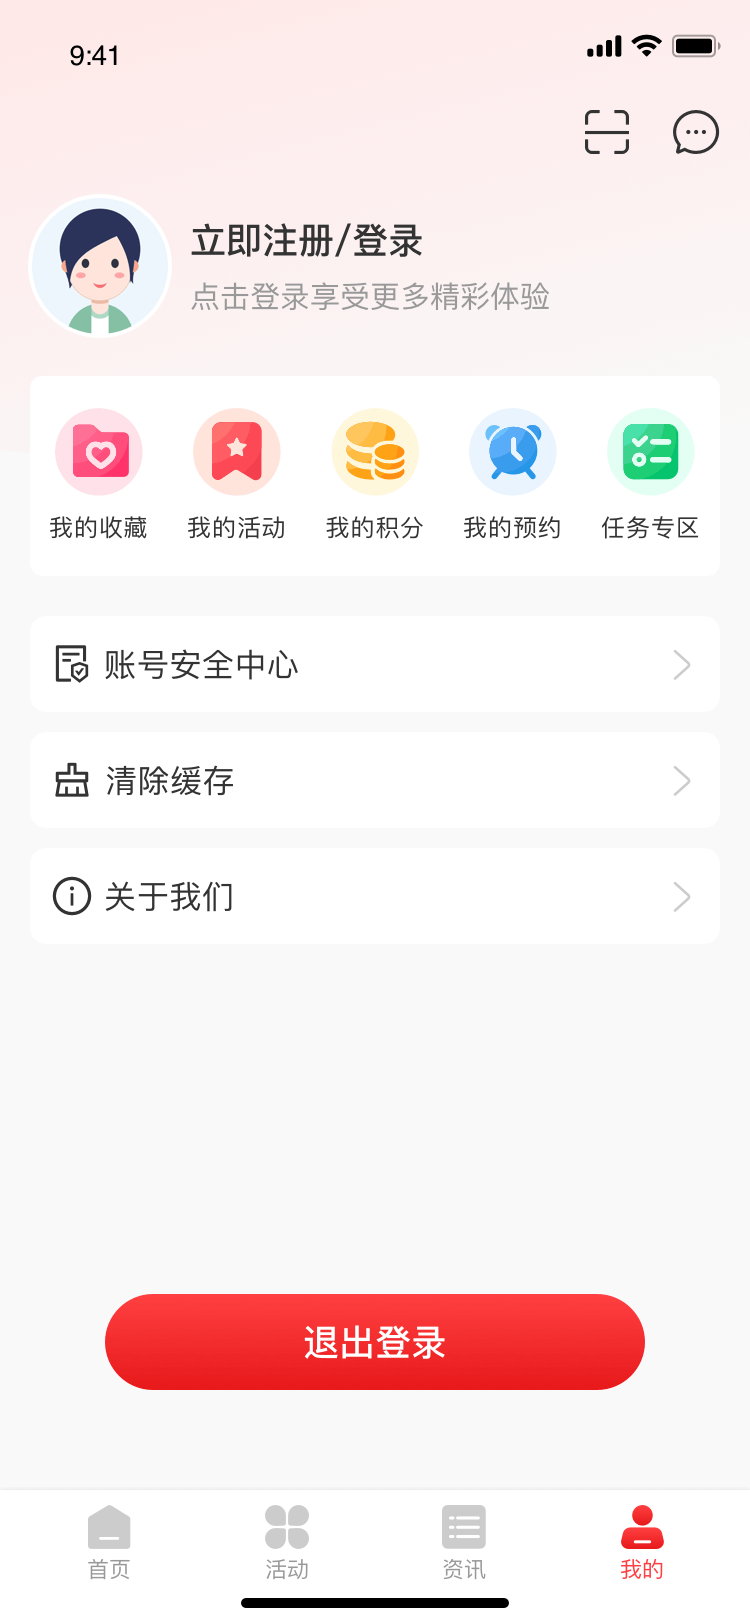 9:41
立即注册/登录
点击登录享受更多精彩体验
我的收藏 我的活动 我的积分 我的预约 任务专区
账号安全中心
清除缓存
关于我们
退出登录
首页 活动 资讯 我的